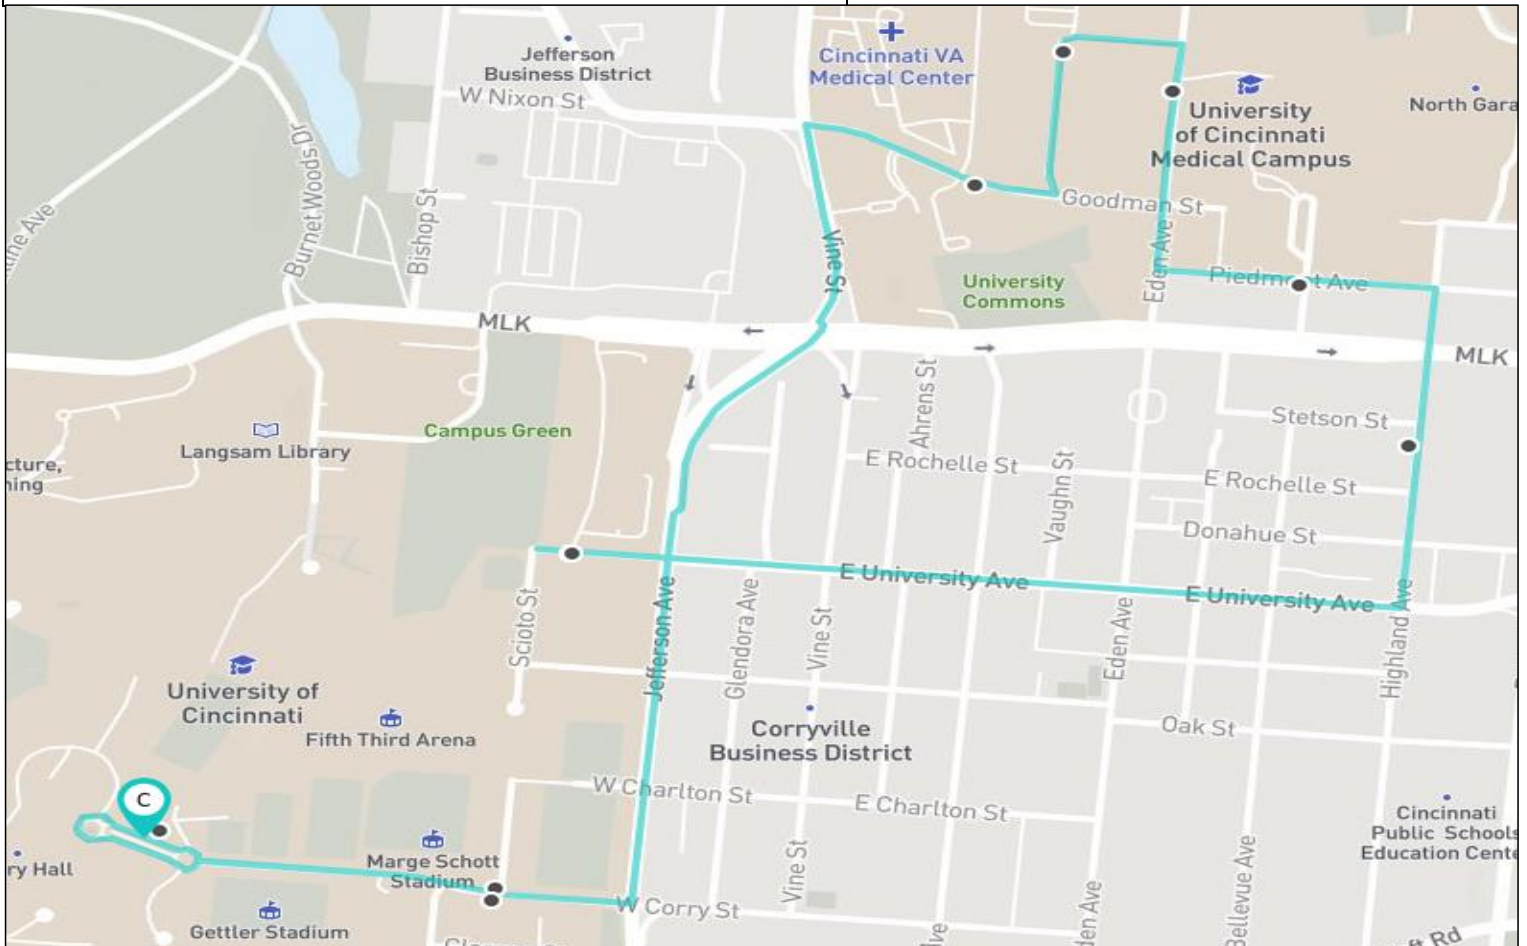 Jefferson
Business District
W Nixon St
Cincinnati VA
Medical Center
University
of Cincinnati
Medical Campus
North Gara
Burnet Woods Dr
Bishop St
Goodman St
Vine St
University
Commons
Eden Ave
Piedmont Ave
MLK
MLK
Ahrens St
Stetson St
Langsam Library
Campus Green
E Rochelle St
E Rochelle St
Vaughn St
Donahue St
E University Ave
E University Ave
Scioto St
Jefferson Ave
Glendora Ave
Vine St
Eden Ave
Highland Ave
University of
Cincinnati
Fifth Third Arena
Corryville
Business District
Oak St
W Charlton St
E Charlton St
C
Cincinnati
Public Schools
Education Cente
Marge Schott
Stadium
ry Hall
Vine St
Bellevue Ave
W Corry St
Gettler Stadium